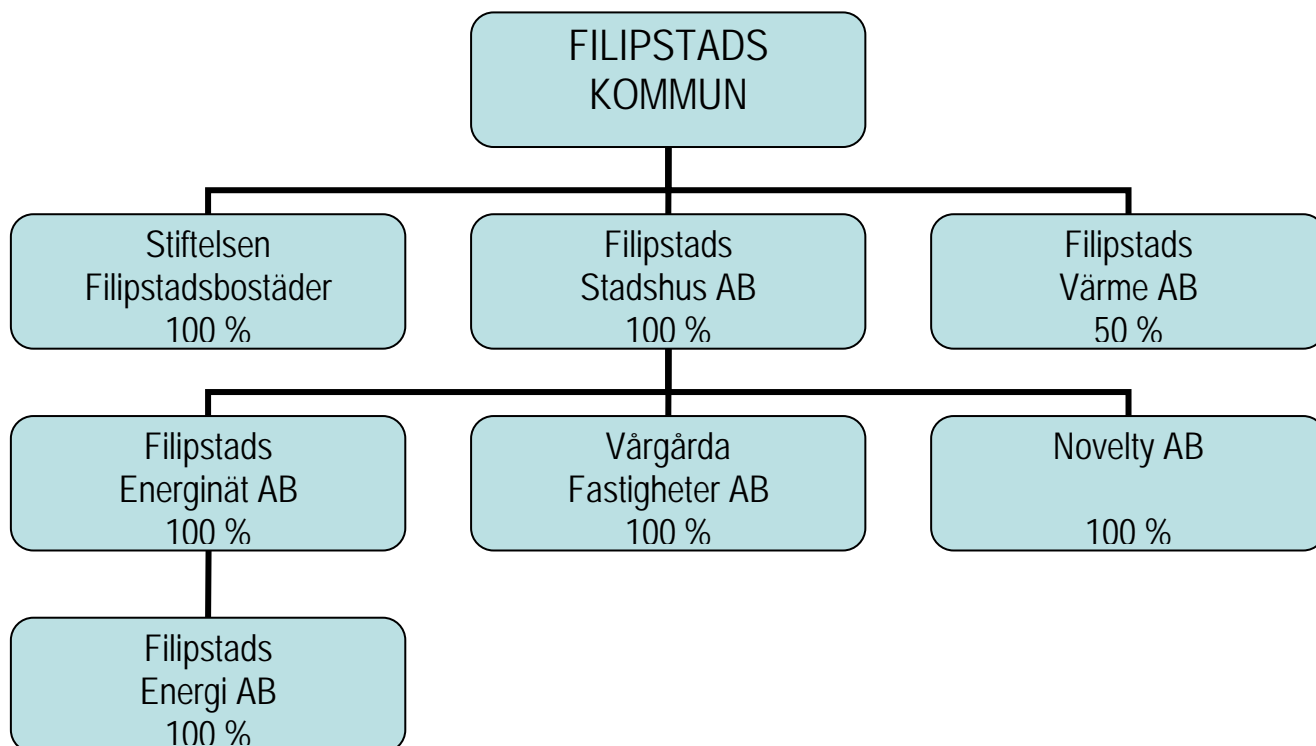 FILIPSTADS
KOMMUN
Stiftelsen
Filipstadsbostäder
100 %
Filipstads
Stadshus AB
100 %
Filipstads
Värme AB
50 %
Filipstads
Energinät AB
100 %
Vårgårda
Fastigheter AB
100 %
Novelty AB
100 %
Filipstads
Energi AB
100 %